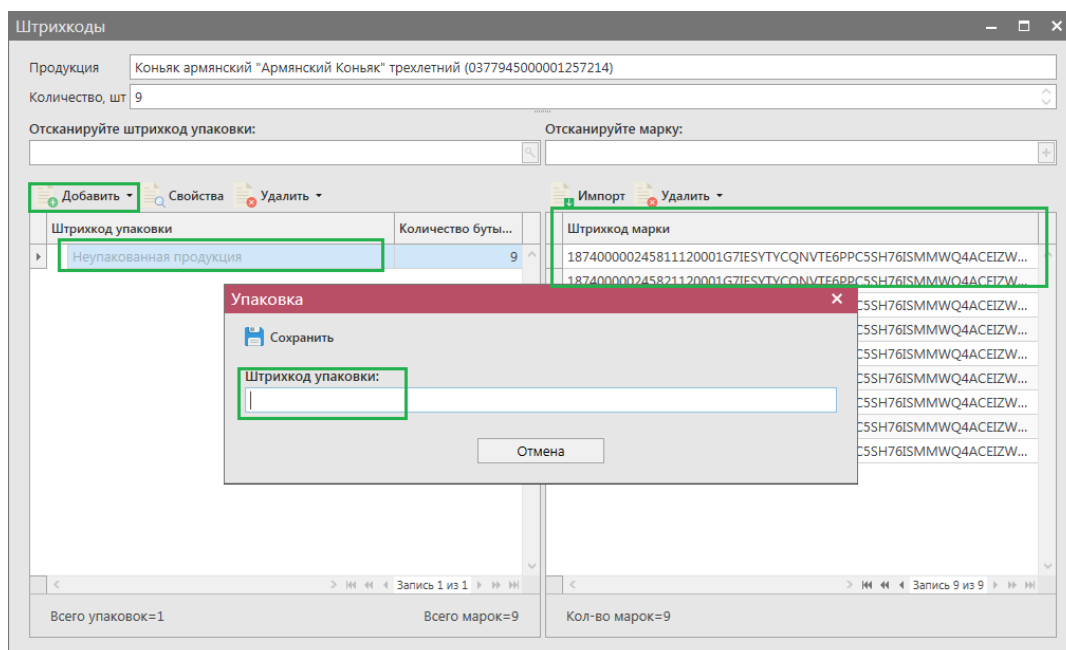 Штрихкоды
Продукция Коньяк армянский "Армянский Коньяк" трехлетний (0377945000001257214)
Количество, шт 9
Отсканируйте штрихкод упаковки: Отсканируйте марку:
Добавить Свойства Удалить Импорт Удалить
Штрихкод упаковки Количество буты... Штрихкод марки
Неупакованная продукция 9 187400000245811120001G7IESYTYCQNVTE6PPC5SH76ISMMWQ4ACEIZW...
187400000245821120001G7IESYTYCQNVTE6PPC5SH76ISMMWQ4ACEIZW...
Упаковка
C5SH76ISMMWQ4ACEIZW...
Сохранить C5SH76ISMMWQ4ACEIZW...
C5SH76ISMMWQ4ACEIZW...
Штрихкод упаковки: C5SH76ISMMWQ4ACEIZW...
C5SH76ISMMWQ4ACEIZW...
C5SH76ISMMWQ4ACEIZW...
Отмена C5SH76ISMMWQ4ACEIZW...
Запись 1 из 1 Запись 9 из 9
Всего упаковок=1 Всего марок=9 Кол-во марок=9